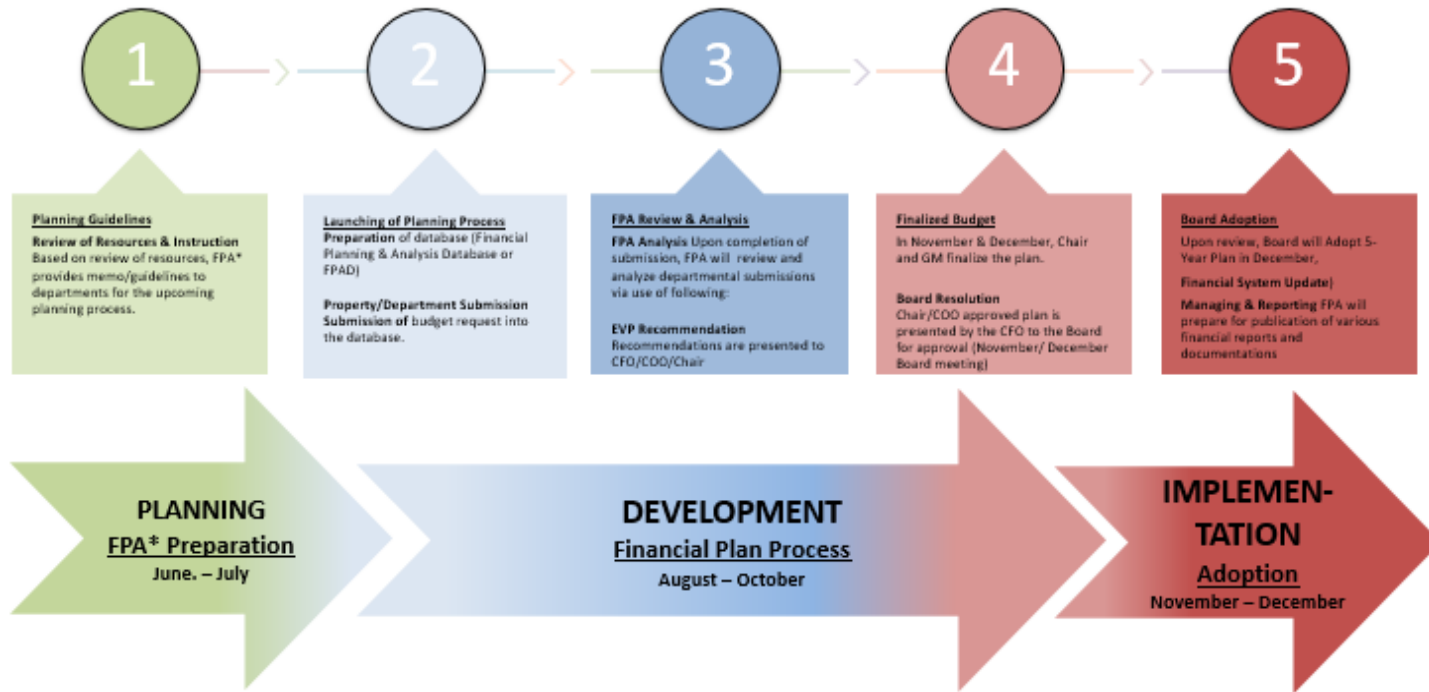 1
2
3
4
5
Planning Guidelines
Review of Resources & Instruction
Based on review of resources, FPA*
provides memo/guidelines to
departments for the upcoming
planning process.
Launching of Planning Process
Preparation of database (Financial
Planning & Analysis Database or
FPAD)
Property/Department Submission
Submission of budget request into
the database.
FPA Review & Analysis
FPA Analysis Upon completion of
submission, FPA will review and
analyze departmental submissions
via use of following:
EVP Recommendation
Recommendations are presented to
CFO/COO/Chair
Finalized Budget
In November & December, Chair
and GM finalize the plan.
Board Resolution
Chair/COO approved plan is
presented by the CFO to the Board
for approval (November/ December
Board meeting)
Board Adoption
Upon review, Board will Adopt 5-
Year Plan in December,
Financial System Update)
Managing & Reporting FPA will
prepare for publication of various
financial reports and
documentations
PLANNING
FPA* Preparation
June. – July
DEVELOPMENT
Financial Plan Process
August – October
IMPLEMEN-
TATION
Adoption
November – December